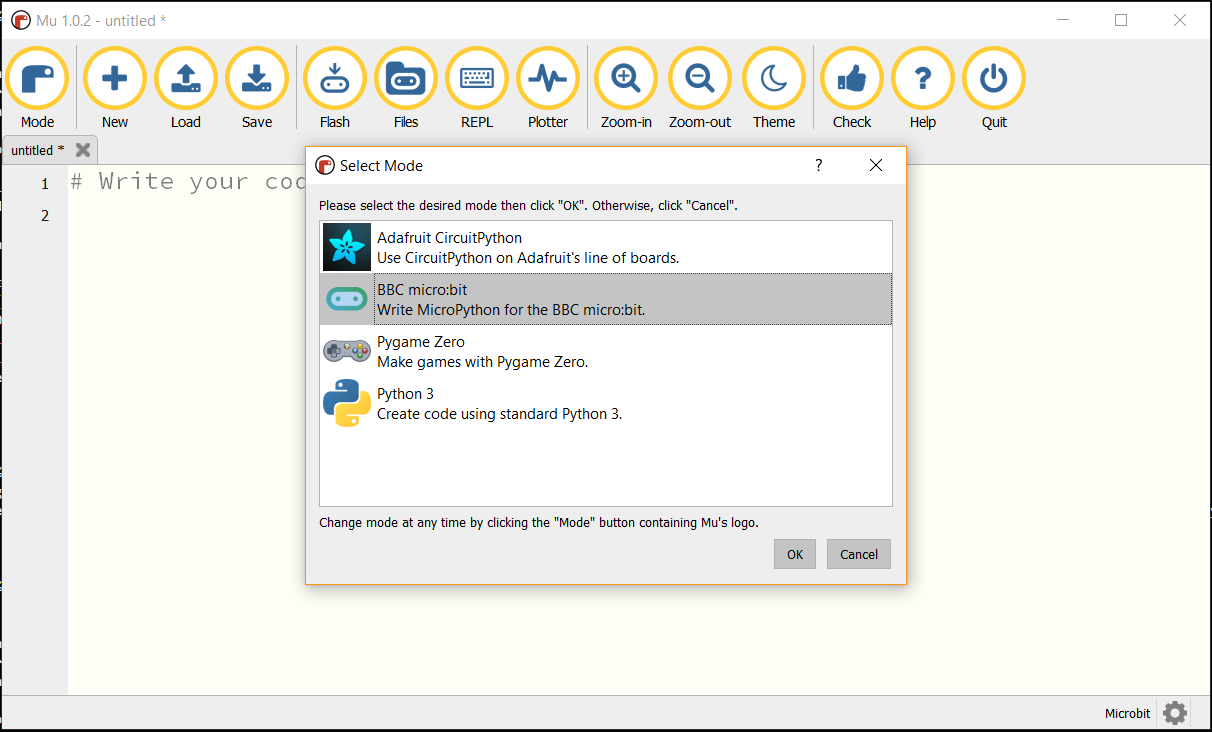 Mu 1.0.2 - untitled *
Mode New Load Save Flash Files REPL Plotter Zoom-in Zoom-out Theme Check Help Quit
untitled *
1 # Write your cod
2
Select Mode ?
Please select the desired mode then click "OK". Otherwise, click "Cancel".
Adafruit CircuitPython
Use CircuitPython on Adafruit's line of boards.
BBC micro:bit
Write MicroPython for the BBC micro:bit.
Pygame Zero
Make games with Pygame Zero.
Python 3
Create code using standard Python 3.
Change mode at any time by clicking the "Mode" button containing Mu's logo.
OK Cancel
Microbit